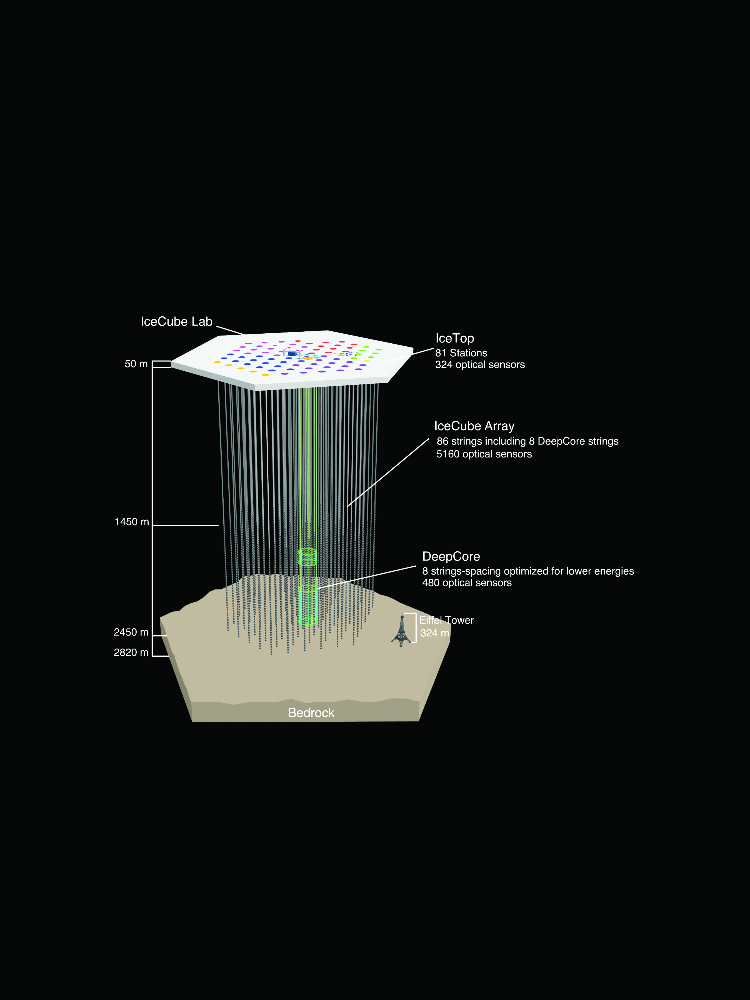 IceCube Lab
IceTop
81 Stations
324 optical sensors
50 m
IceCube Array
86 strings including 8 DeepCore strings
5160 optical sensors
1450 m
DeepCore
8 strings-spacing optimized for lower energies
480 optical sensors
Eiffel Tower
324 m
2450 m
2820 m
Bedrock